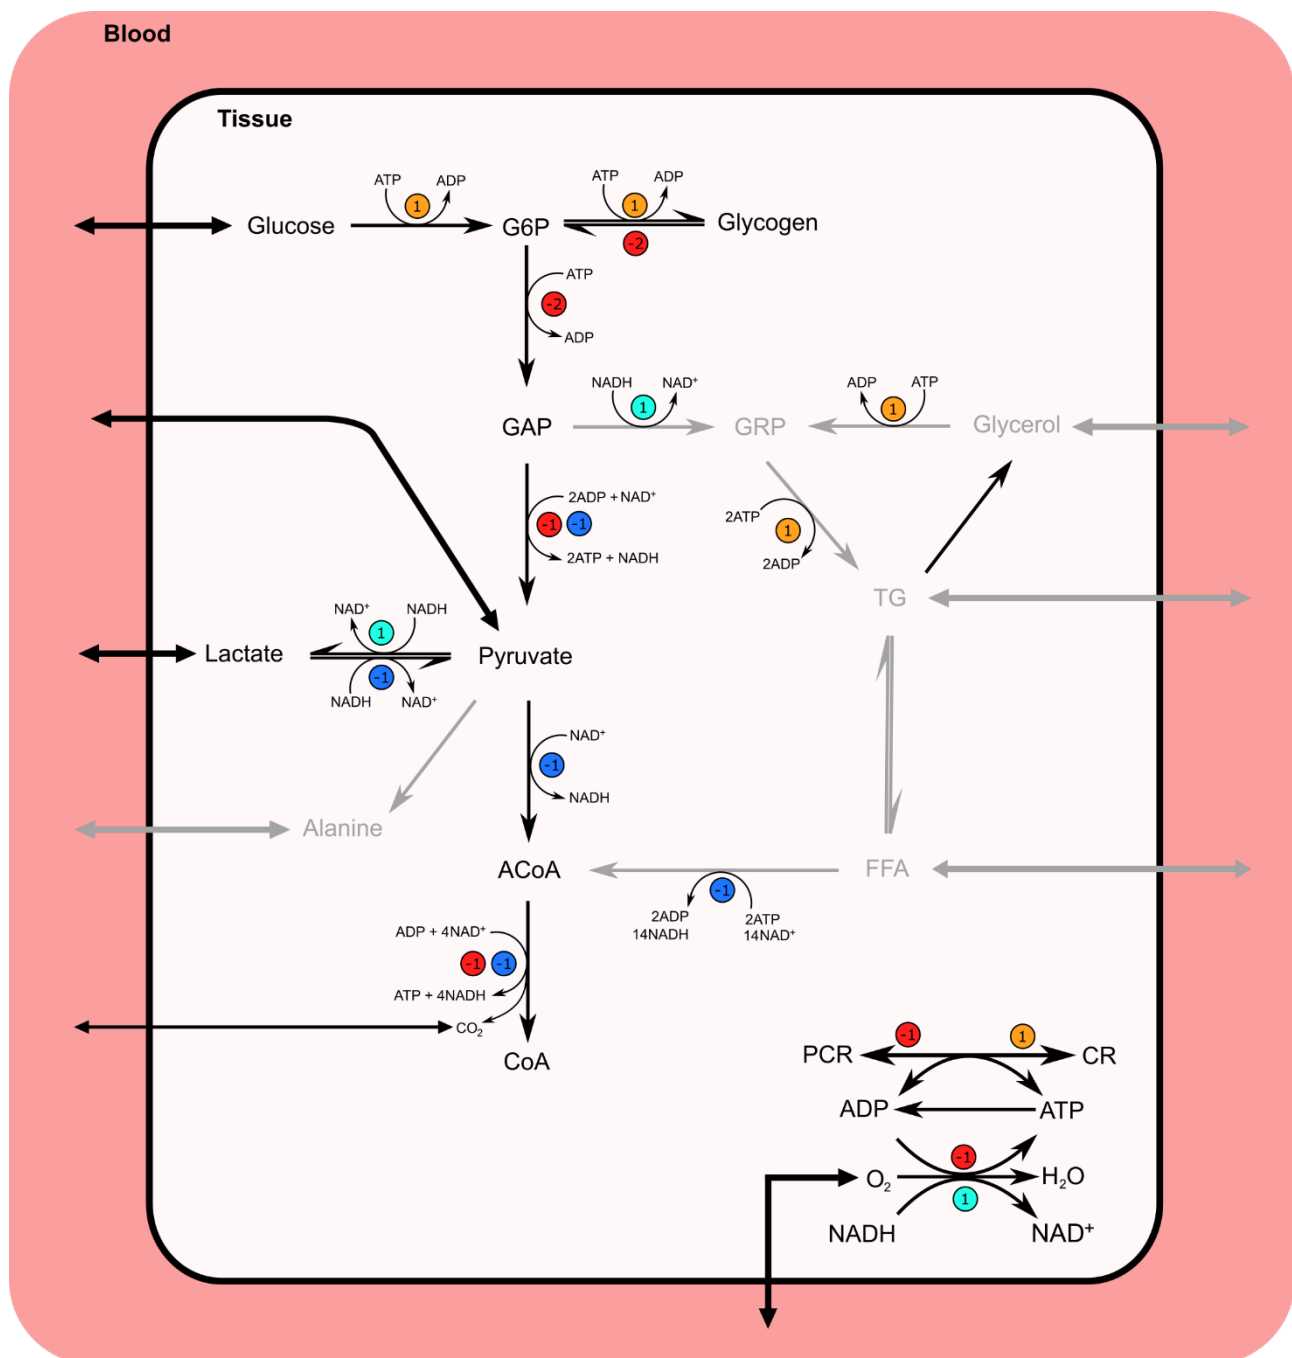 Blood
Tissue
ATP
ADP
1
Glucose
G6P
ATP
ADP
1
-2
Glycogen
ATP
-2
ADP
GAP
NADH
NAD⁺
1
GRP
ADP
ATP
1
Glycerol
2ADP + NAD⁺
-1
-1
2ATP + NADH
2ATP
1
2ADP
TG
NAD⁺
NADH
1
Lactate
-1
NADH
NAD⁺
Pyruvate
NAD⁺
-1
NADH
Alanine
ACoA
FFA
-1
2ADP
14NADH
2ATP
14NAD⁺
ADP + 4NAD⁺
-1
-1
ATP + 4NADH
CO₂
CoA
-1
1
PCR
CR
ADP
ATP
-1
O₂
H₂O
1
NADH
NAD⁺